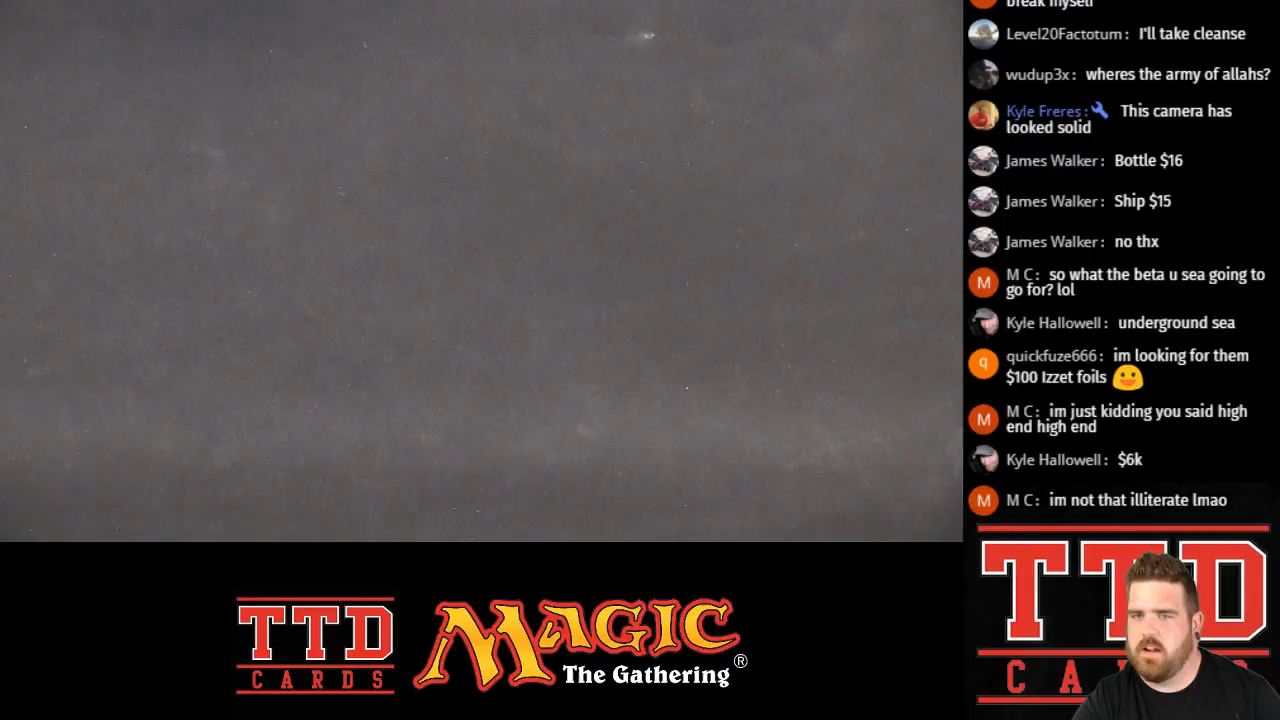 break myself
Level20Factotum: I'll take cleanse
wudup3x: wheres the army of allahs?
Kyle Freres: This camera has
looked solid
James Walker: Bottle $16
James Walker: Ship $15
James Walker: no thx
M C: so what the beta u sea going to
go for? lol
Kyle Hallowell: underground sea
quickfuze666: im looking for them
$100 Izzet foils
M C: im just kidding you said high
end high end
Kyle Hallowell: $6k
M C: im not that illiterate lmao
TTD
CARDS
MAGIC
The Gathering®
TTD
CA